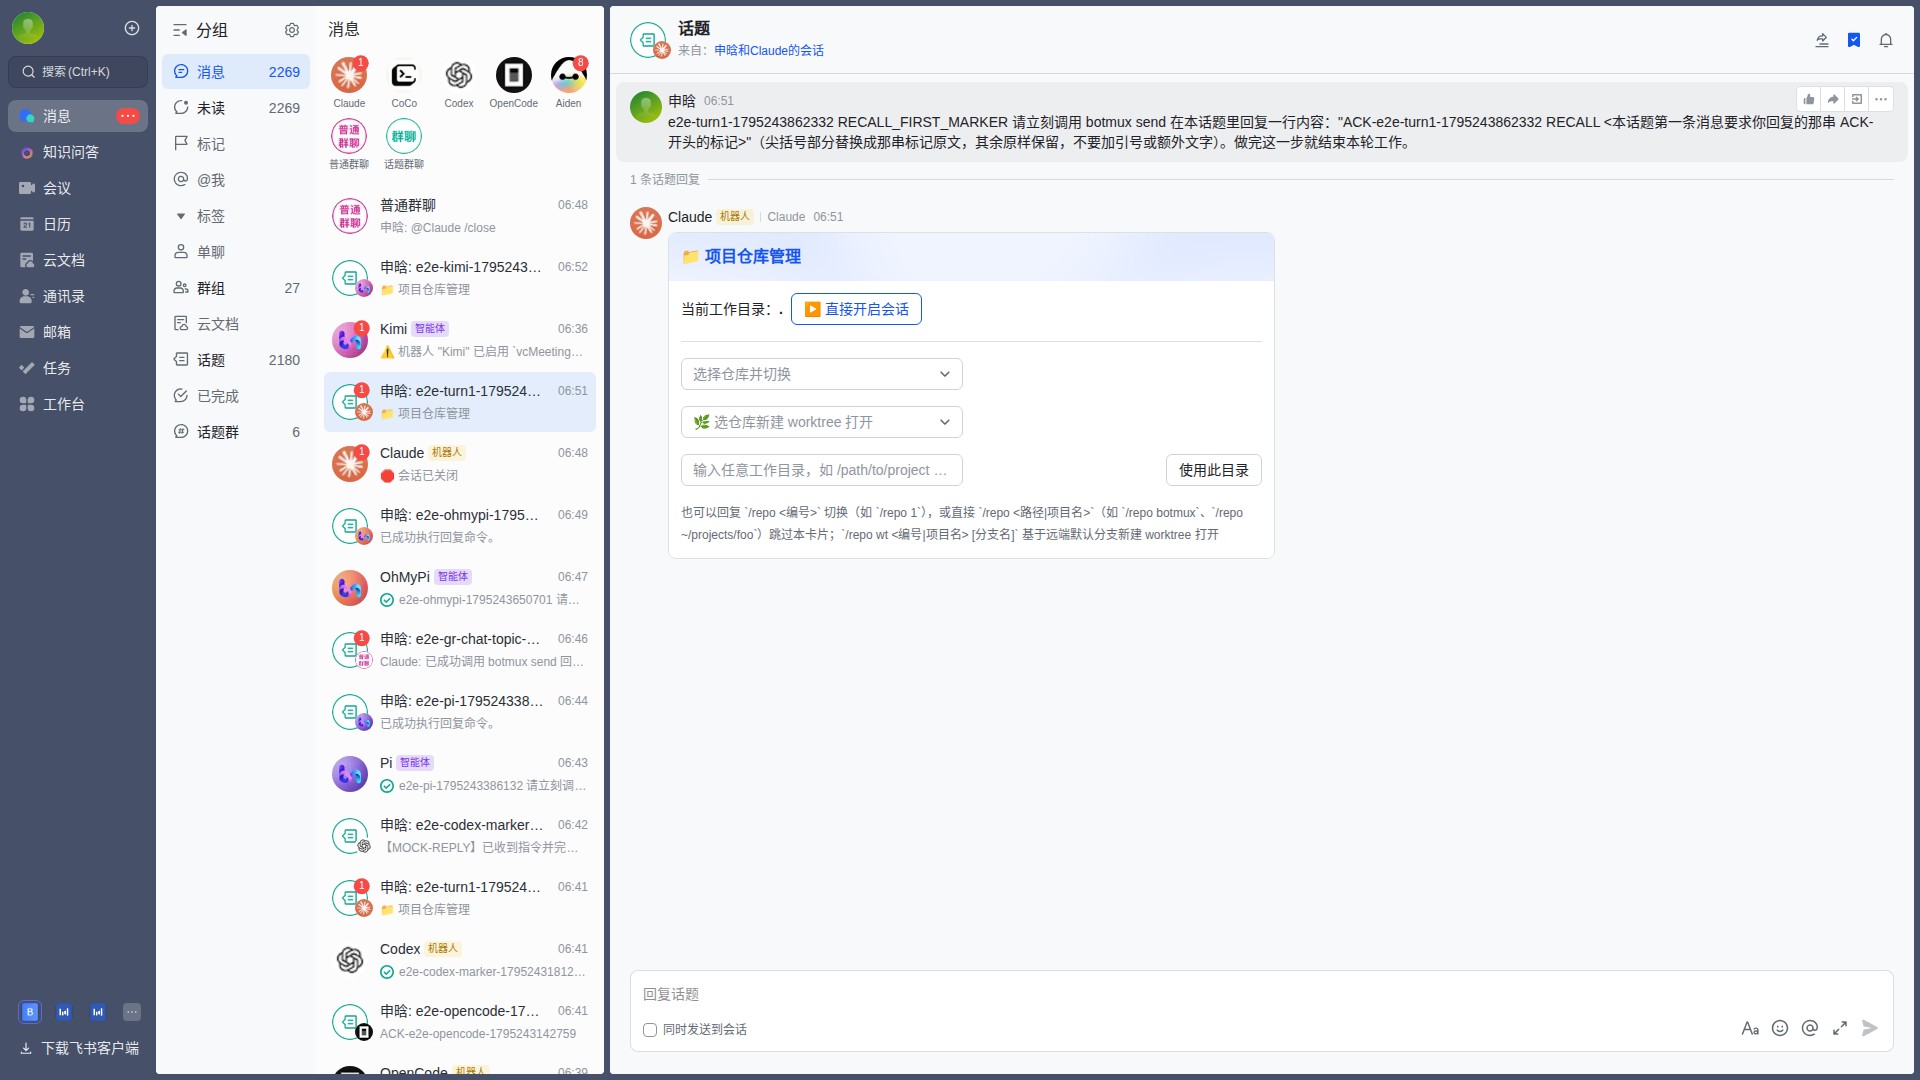 搜索 (Ctrl+K)
消息
知识问答
会议
日历
云文档
通讯录
邮箱
任务
工作台
下载飞书客户端
分组
消息 2269
未读 2269
标记
@我
标签
单聊
群组 27
云文档
话题 2180
已完成
话题群 6
消息
1
8
Claude
CoCo
Codex
OpenCode
Aiden
普通群聊
群聊
普通群聊
话题群聊
普通群聊 06:48
申晗: @Claude /close
申晗: e2e-kimi-1795243... 06:52
📁 项目仓库管理
Kimi 智能体 06:36
⚠️ 机器人 "Kimi" 已启用 `vcMeeting...
申晗: e2e-turn1-179524... 06:51
📁 项目仓库管理
Claude 机器人 06:48
会话已关闭
申晗: e2e-ohmypi-1795... 06:49
已成功执行回复命令。
OhMyPi 智能体 06:47
e2e-ohmypi-1795243650701 请...
申晗: e2e-gr-chat-topic-... 06:46
Claude: 已成功调用 botmux send 回...
申晗: e2e-pi-179524338... 06:44
已成功执行回复命令。
Pi 智能体 06:43
e2e-pi-1795243386132 请立刻调...
申晗: e2e-codex-marker... 06:42
【MOCK-REPLY】已收到指令并完...
申晗: e2e-turn1-179524... 06:41
📁 项目仓库管理
Codex 机器人 06:41
e2e-codex-marker-17952431812...
申晗: e2e-opencode-17... 06:41
ACK-e2e-opencode-1795243142759
OpenCode 机器人 06:39
话题
来自：申晗和Claude的会话
申晗 06:51
e2e-turn1-1795243862332 RECALL_FIRST_MARKER 请立刻调用 botmux send 在本话题里回复一行内容："ACK-e2e-turn1-1795243862332 RECALL <本话题第一条消息要求你回复的那串 ACK-
开头的标记>"（尖括号部分替换成那串标记原文，其余原样保留，不要加引号或额外文字）。做完这一步就结束本轮工作。
1 条话题回复
Claude 机器人 | Claude 06:51
📁 项目仓库管理
当前工作目录：. ▶️ 直接开启会话
选择仓库并切换
🌿 选仓库新建 worktree 打开
输入任意工作目录，如 /path/to/project ... 使用此目录
也可以回复 `/repo <编号>` 切换（如 `/repo 1`），或直接 `/repo <路径|项目名>`（如 `/repo botmux`、`/repo
~/projects/foo`）跳过本卡片；`/repo wt <编号|项目名> [分支名]` 基于远端默认分支新建 worktree 打开
回复话题
同时发送到会话